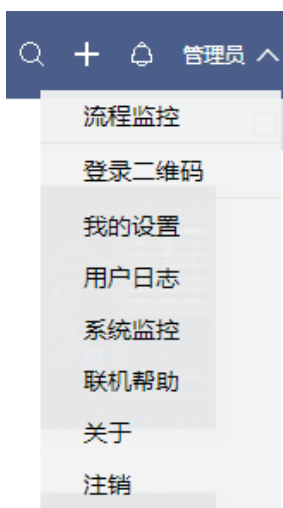 管理员
流程监控
登录二维码
我的设置
用户日志
系统监控
联机帮助
关于
注销